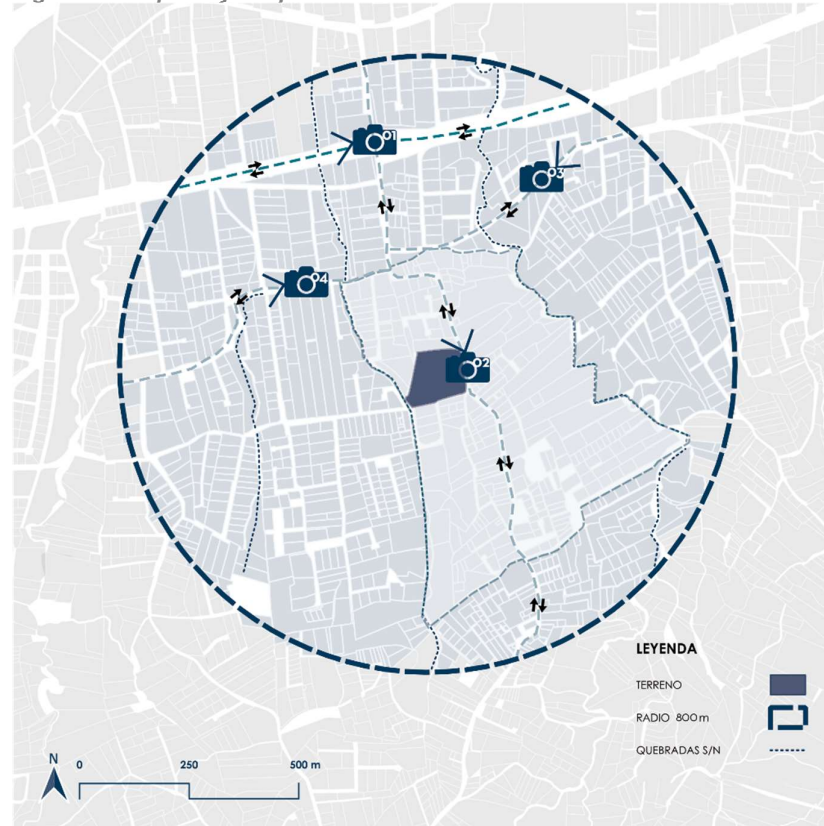 01
03
04
02
LEYENDA
TERRENO
RADIO 800m
QUEBRADAS S/N
N
0 250 500 m